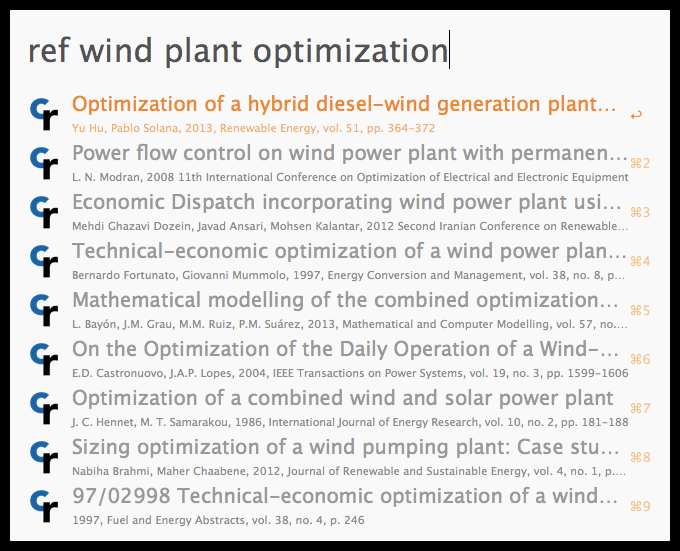 ref wind plant optimization
Optimization of a hybrid diesel-wind generation plant...
Yu Hu, Pablo Solana, 2013, Renewable Energy, vol. 51, pp. 364-372
↩
Power flow control on wind power plant with permanen...
L. N. Modran, 2008 11th International Conference on Optimization of Electrical and Electronic Equipment
⌘2
Economic Dispatch incorporating wind power plant usi...
Mehdi Ghazavi Dozein, Javad Ansari, Mohsen Kalantar, 2012 Second Iranian Conference on Renewable...
⌘3
Technical-economic optimization of a wind power plan...
Bernardo Fortunato, Giovanni Mummolo, 1997, Energy Conversion and Management, vol. 38, no. 8, p...
⌘4
Mathematical modelling of the combined optimization...
L. Bayón, J.M. Grau, M.M. Ruiz, P.M. Suárez, 2013, Mathematical and Computer Modelling, vol. 57, no....
⌘5
On the Optimization of the Daily Operation of a Wind-...
E.D. Castronuovo, J.A.P. Lopes, 2004, IEEE Transactions on Power Systems, vol. 19, no. 3, pp. 1599-1606
⌘6
Optimization of a combined wind and solar power plant
J. C. Hennet, M. T. Samarakou, 1986, International Journal of Energy Research, vol. 10, no. 2, pp. 181-188
⌘7
Sizing optimization of a wind pumping plant: Case stu...
Nabiha Brahmi, Maher Chaabene, 2012, Journal of Renewable and Sustainable Energy, vol. 4, no. 1, p....
⌘8
97/02998 Technical-economic optimization of a wind...
1997, Fuel and Energy Abstracts, vol. 38, no. 4, p. 246
⌘9